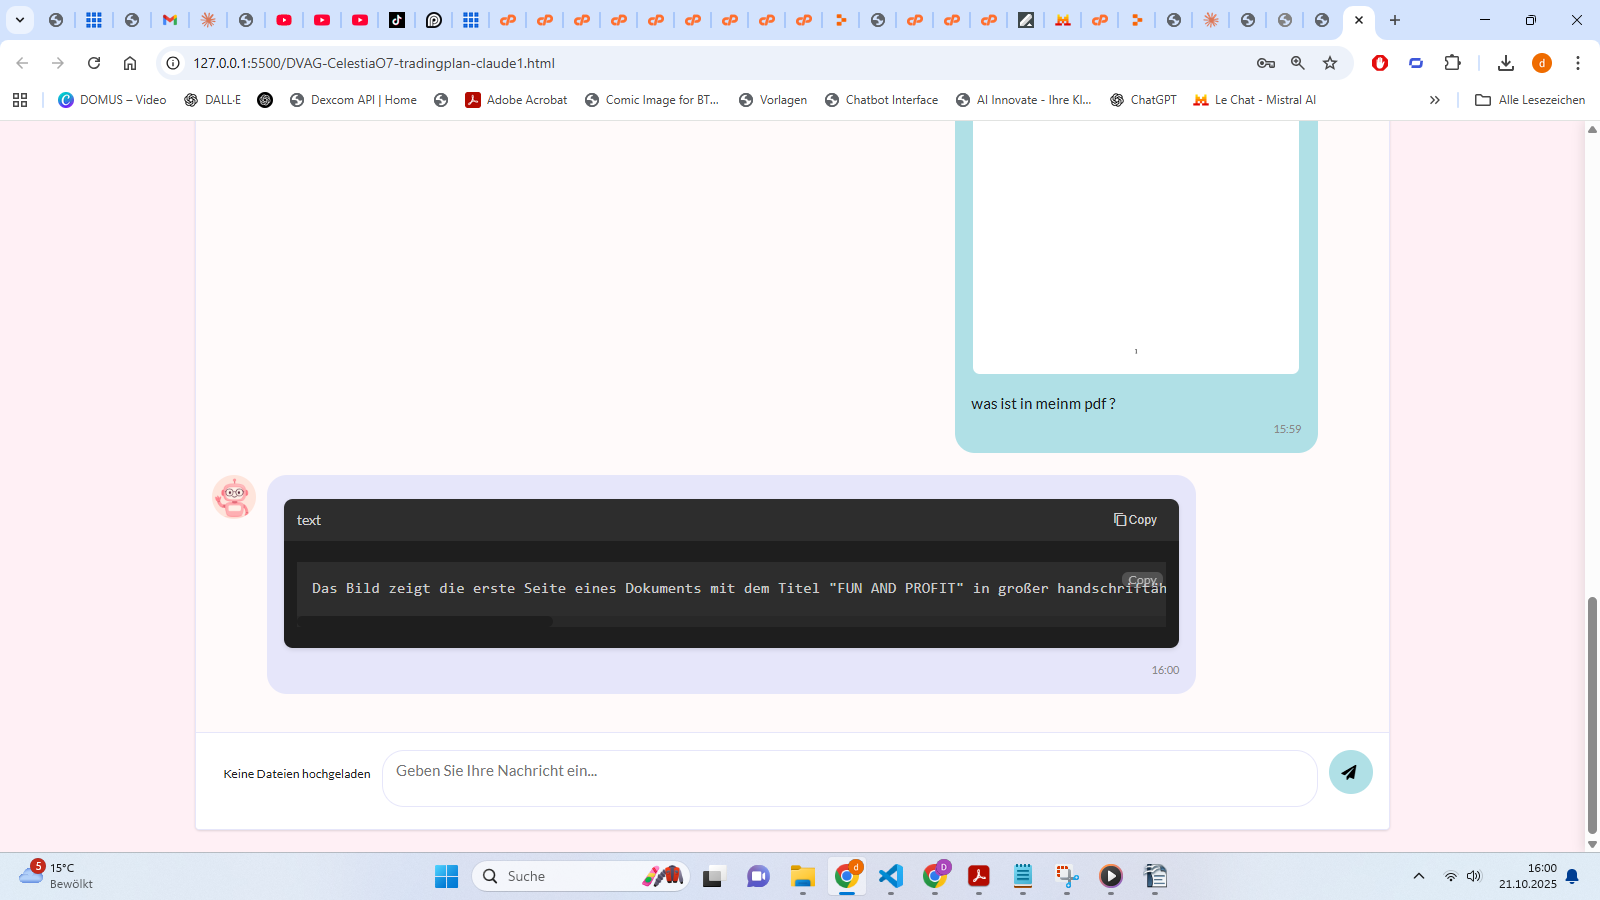 127.0.0.1:5500/DVAG-CelestiaO7-tradingplan-claude1.html
d
DOMUS – Video
DALL·E
Dexcom API | Home
Adobe Acrobat
Comic Image for BT...
Vorlagen
Chatbot Interface
AI Innovate - Ihre KI...
ChatGPT
Le Chat - Mistral AI
»
Alle Lesezeichen
1
was ist in meinm pdf ?
15:59
text
Copy
Copy
Das Bild zeigt die erste Seite eines Dokuments mit dem Titel "FUN AND PROFIT" in großer handschriftäh
16:00
Keine Dateien hochgeladen
Geben Sie Ihre Nachricht ein...
5
15°C
Bewölkt
Suche
d
D
16:00
21.10.2025